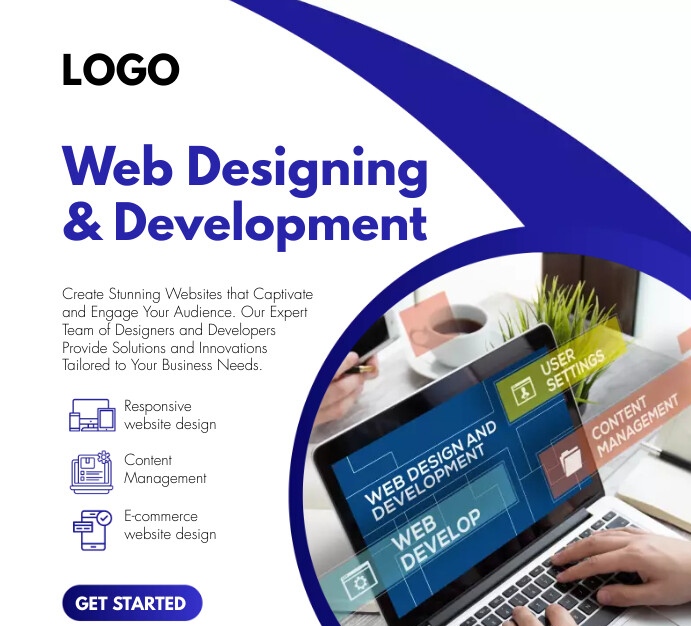 LOGO
Web Designing
& Development
Create Stunning Websites that Captivate
and Engage Your Audience. Our Expert
Team of Designers and Developers
Provide Solutions and Innovations
Tailored to Your Business Needs.
Responsive
website design
Content
Management
E-commerce
website design
GET STARTED
USER
SETTINGS
CONTENT
MANAGEMENT
WEB DESIGN AND
DEVELOPMENT
WEB
DEVELOP